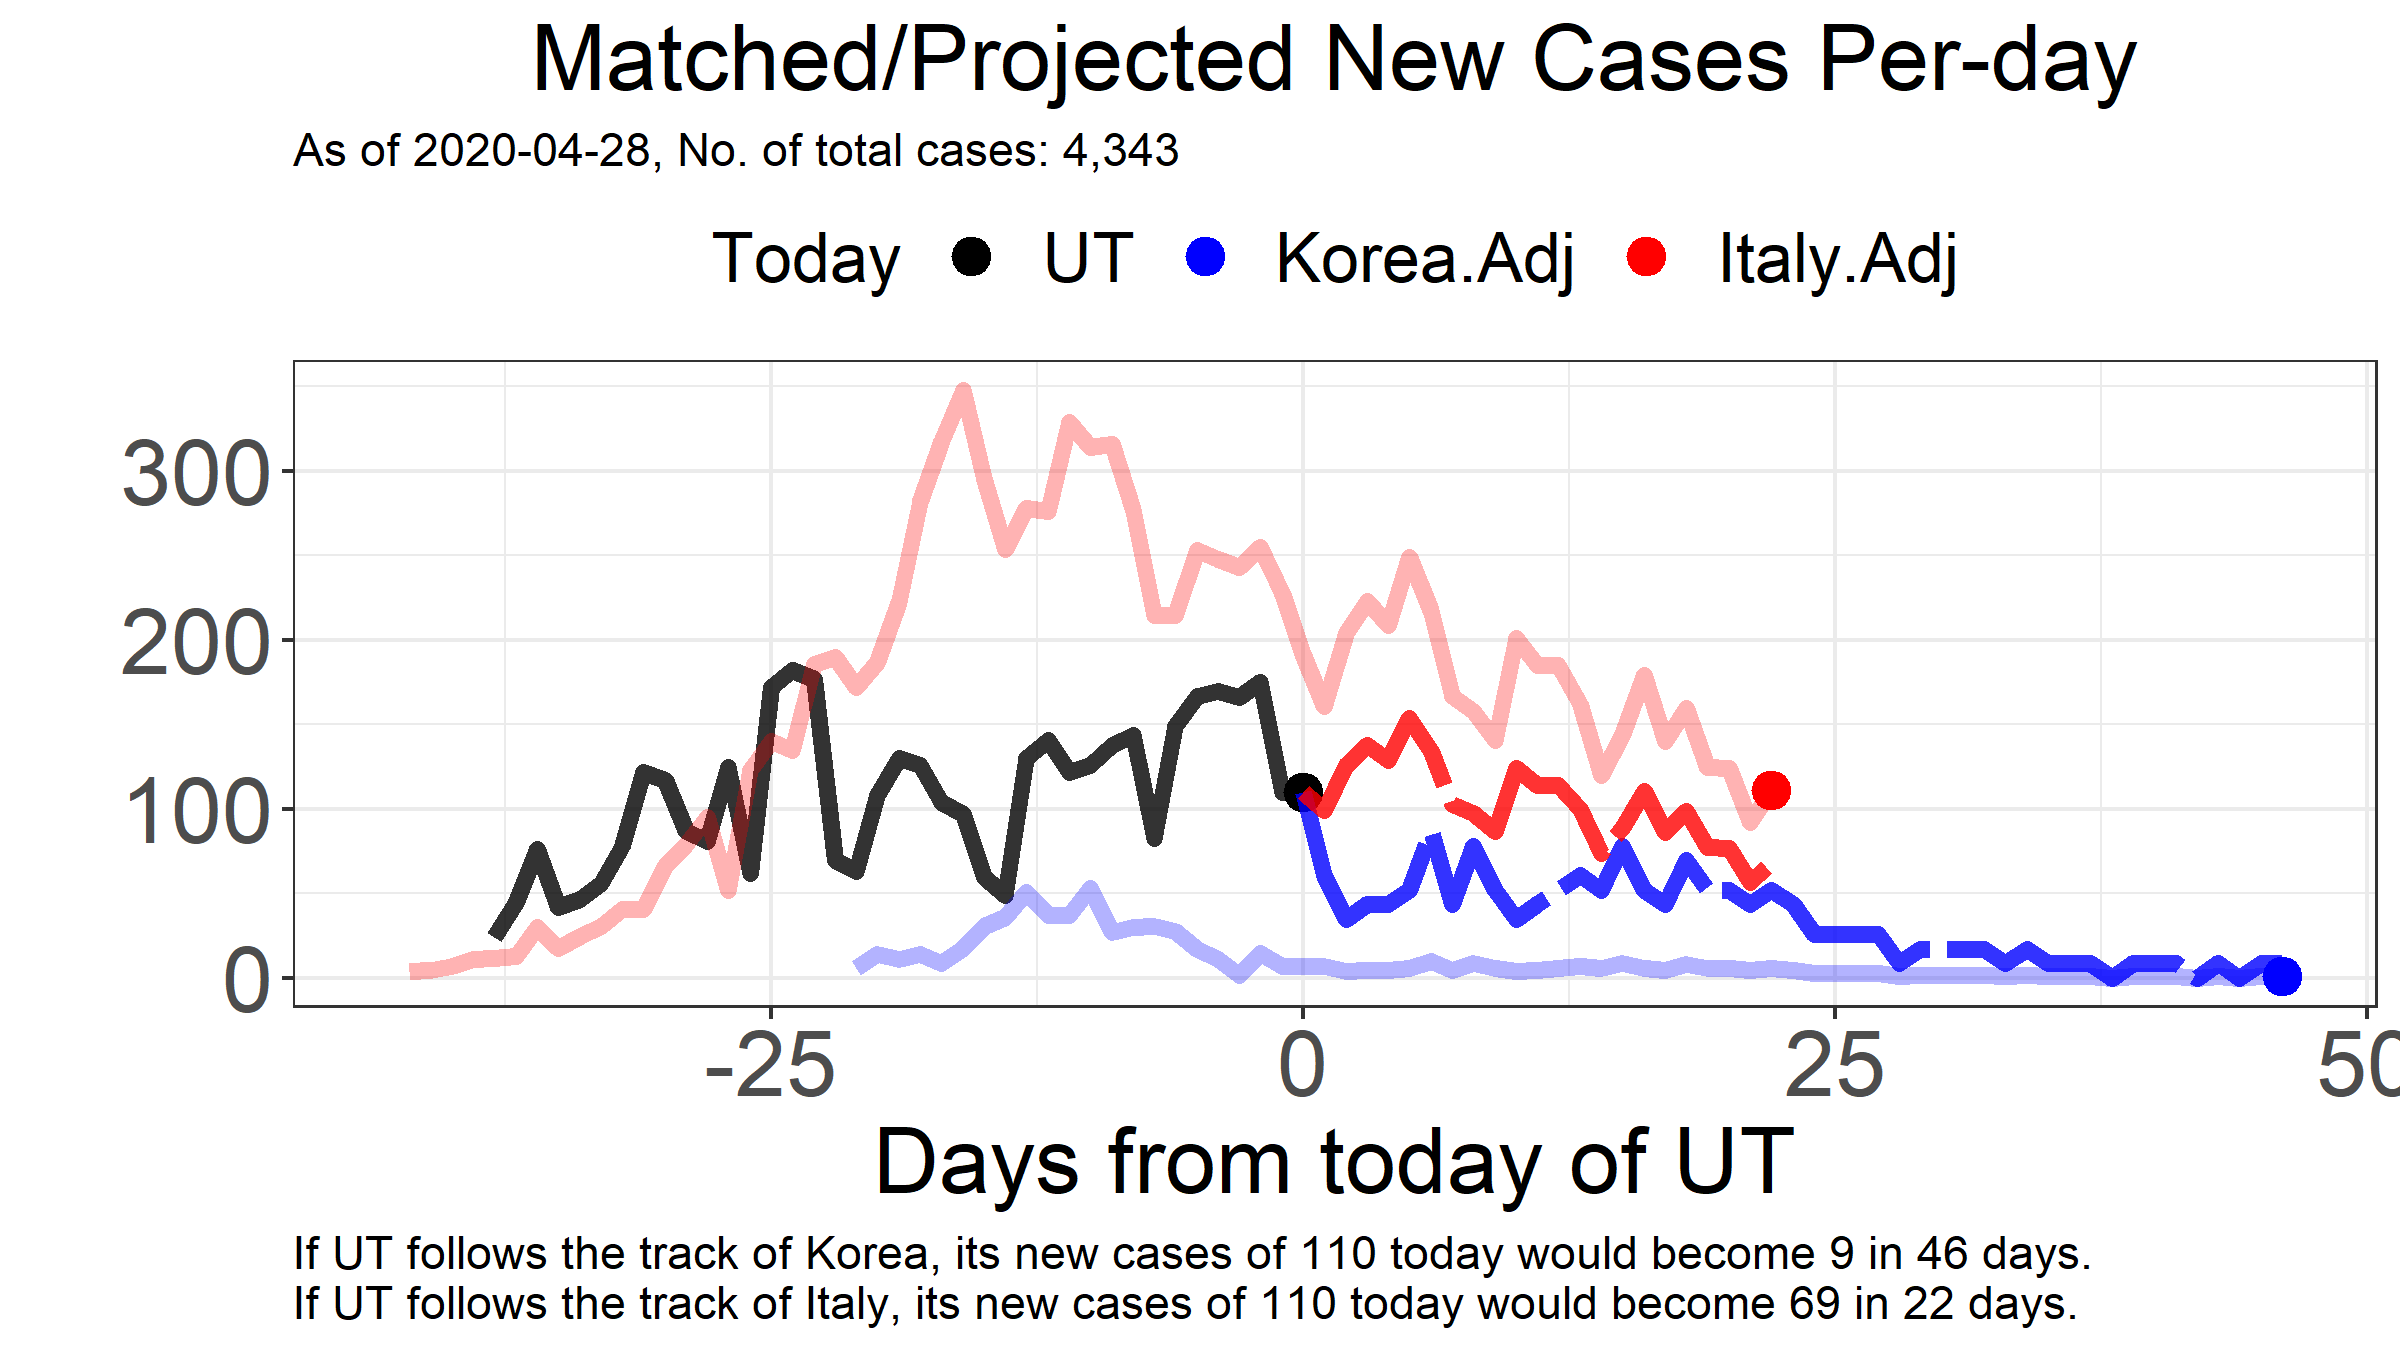 Matched/Projected New Cases Per-day
As of 2020-04-28, No. of total cases: 4,343
Today UT Korea.Adj Italy.Adj
300
200
100
0
-25 0 25 50
Days from today of UT
If UT follows the track of Korea, its new cases of 110 today would become 9 in 46 days.
If UT follows the track of Italy, its new cases of 110 today would become 69 in 22 days.